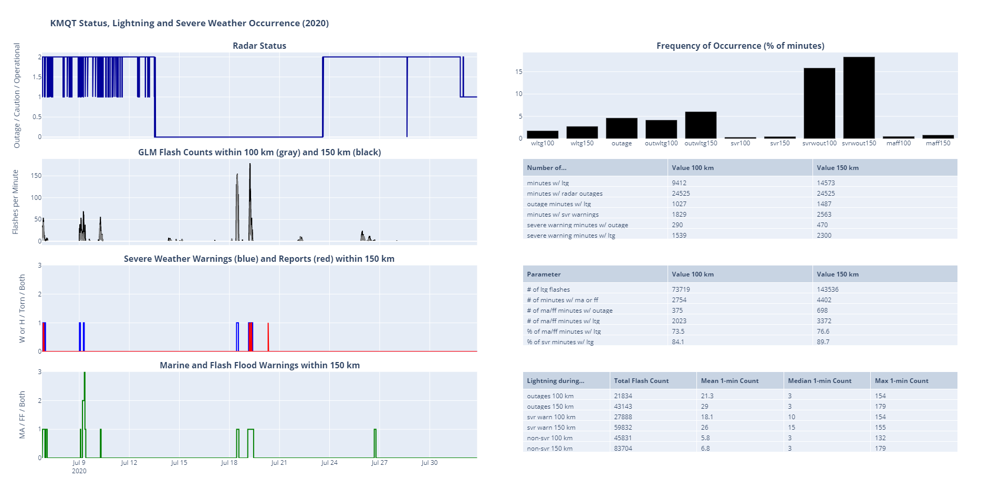 KMQT Status, Lightning and Severe Weather Occurrence (2020)
Radar Status
Outage / Caution / Operational
2
1.5
1
0.5
0
GLM Flash Counts within 100 km (gray) and 150 km (black)
Flashes per Minute
150
100
50
0
Severe Weather Warnings (blue) and Reports (red) within 150 km
W or H / Torn / Both
3
2
1
0
Marine and Flash Flood Warnings within 150 km
MA / FF / Both
3
2
1
0
Jul 9 Jul 12 Jul 15 Jul 18 Jul 21 Jul 24 Jul 27 Jul 30
2020
Frequency of Occurrence (% of minutes)
15
10
5
0
wltg100 wltg150 outage outwltg100 outwltg150 svr100 svr150 svrwout100 svrwout150 maff100 maff150
Number of... Value 100 km Value 150 km
minutes w/ ltg 9412 14573
minutes w/ radar outages 24525 24525
outage minutes w/ ltg 1027 1487
minutes w/ svr warnings 1829 2563
severe warning minutes w/ outage 290 470
severe warning minutes w/ ltg 1539 2300
Parameter Value 100 km Value 150 km
# of ltg flashes 73719 143536
# of minutes w/ ma or ff 2754 4402
# of ma/ff minutes w/ outage 375 698
# of ma/ff minutes w/ ltg 2023 3372
% of ma/ff minutes w/ ltg 73.5 76.6
% of svr minutes w/ ltg 84.1 89.7
Lightning during... Total Flash Count Mean 1-min Count Median 1-min Count Max 1-min Count
outages 100 km 21834 21.3 3 154
outages 150 km 43143 29 3 179
svr warn 100 km 27888 18.1 10 154
svr warn 150 km 59832 26 15 155
non-svr 100 km 45831 5.8 3 132
non-svr 150 km 83704 6.8 3 179